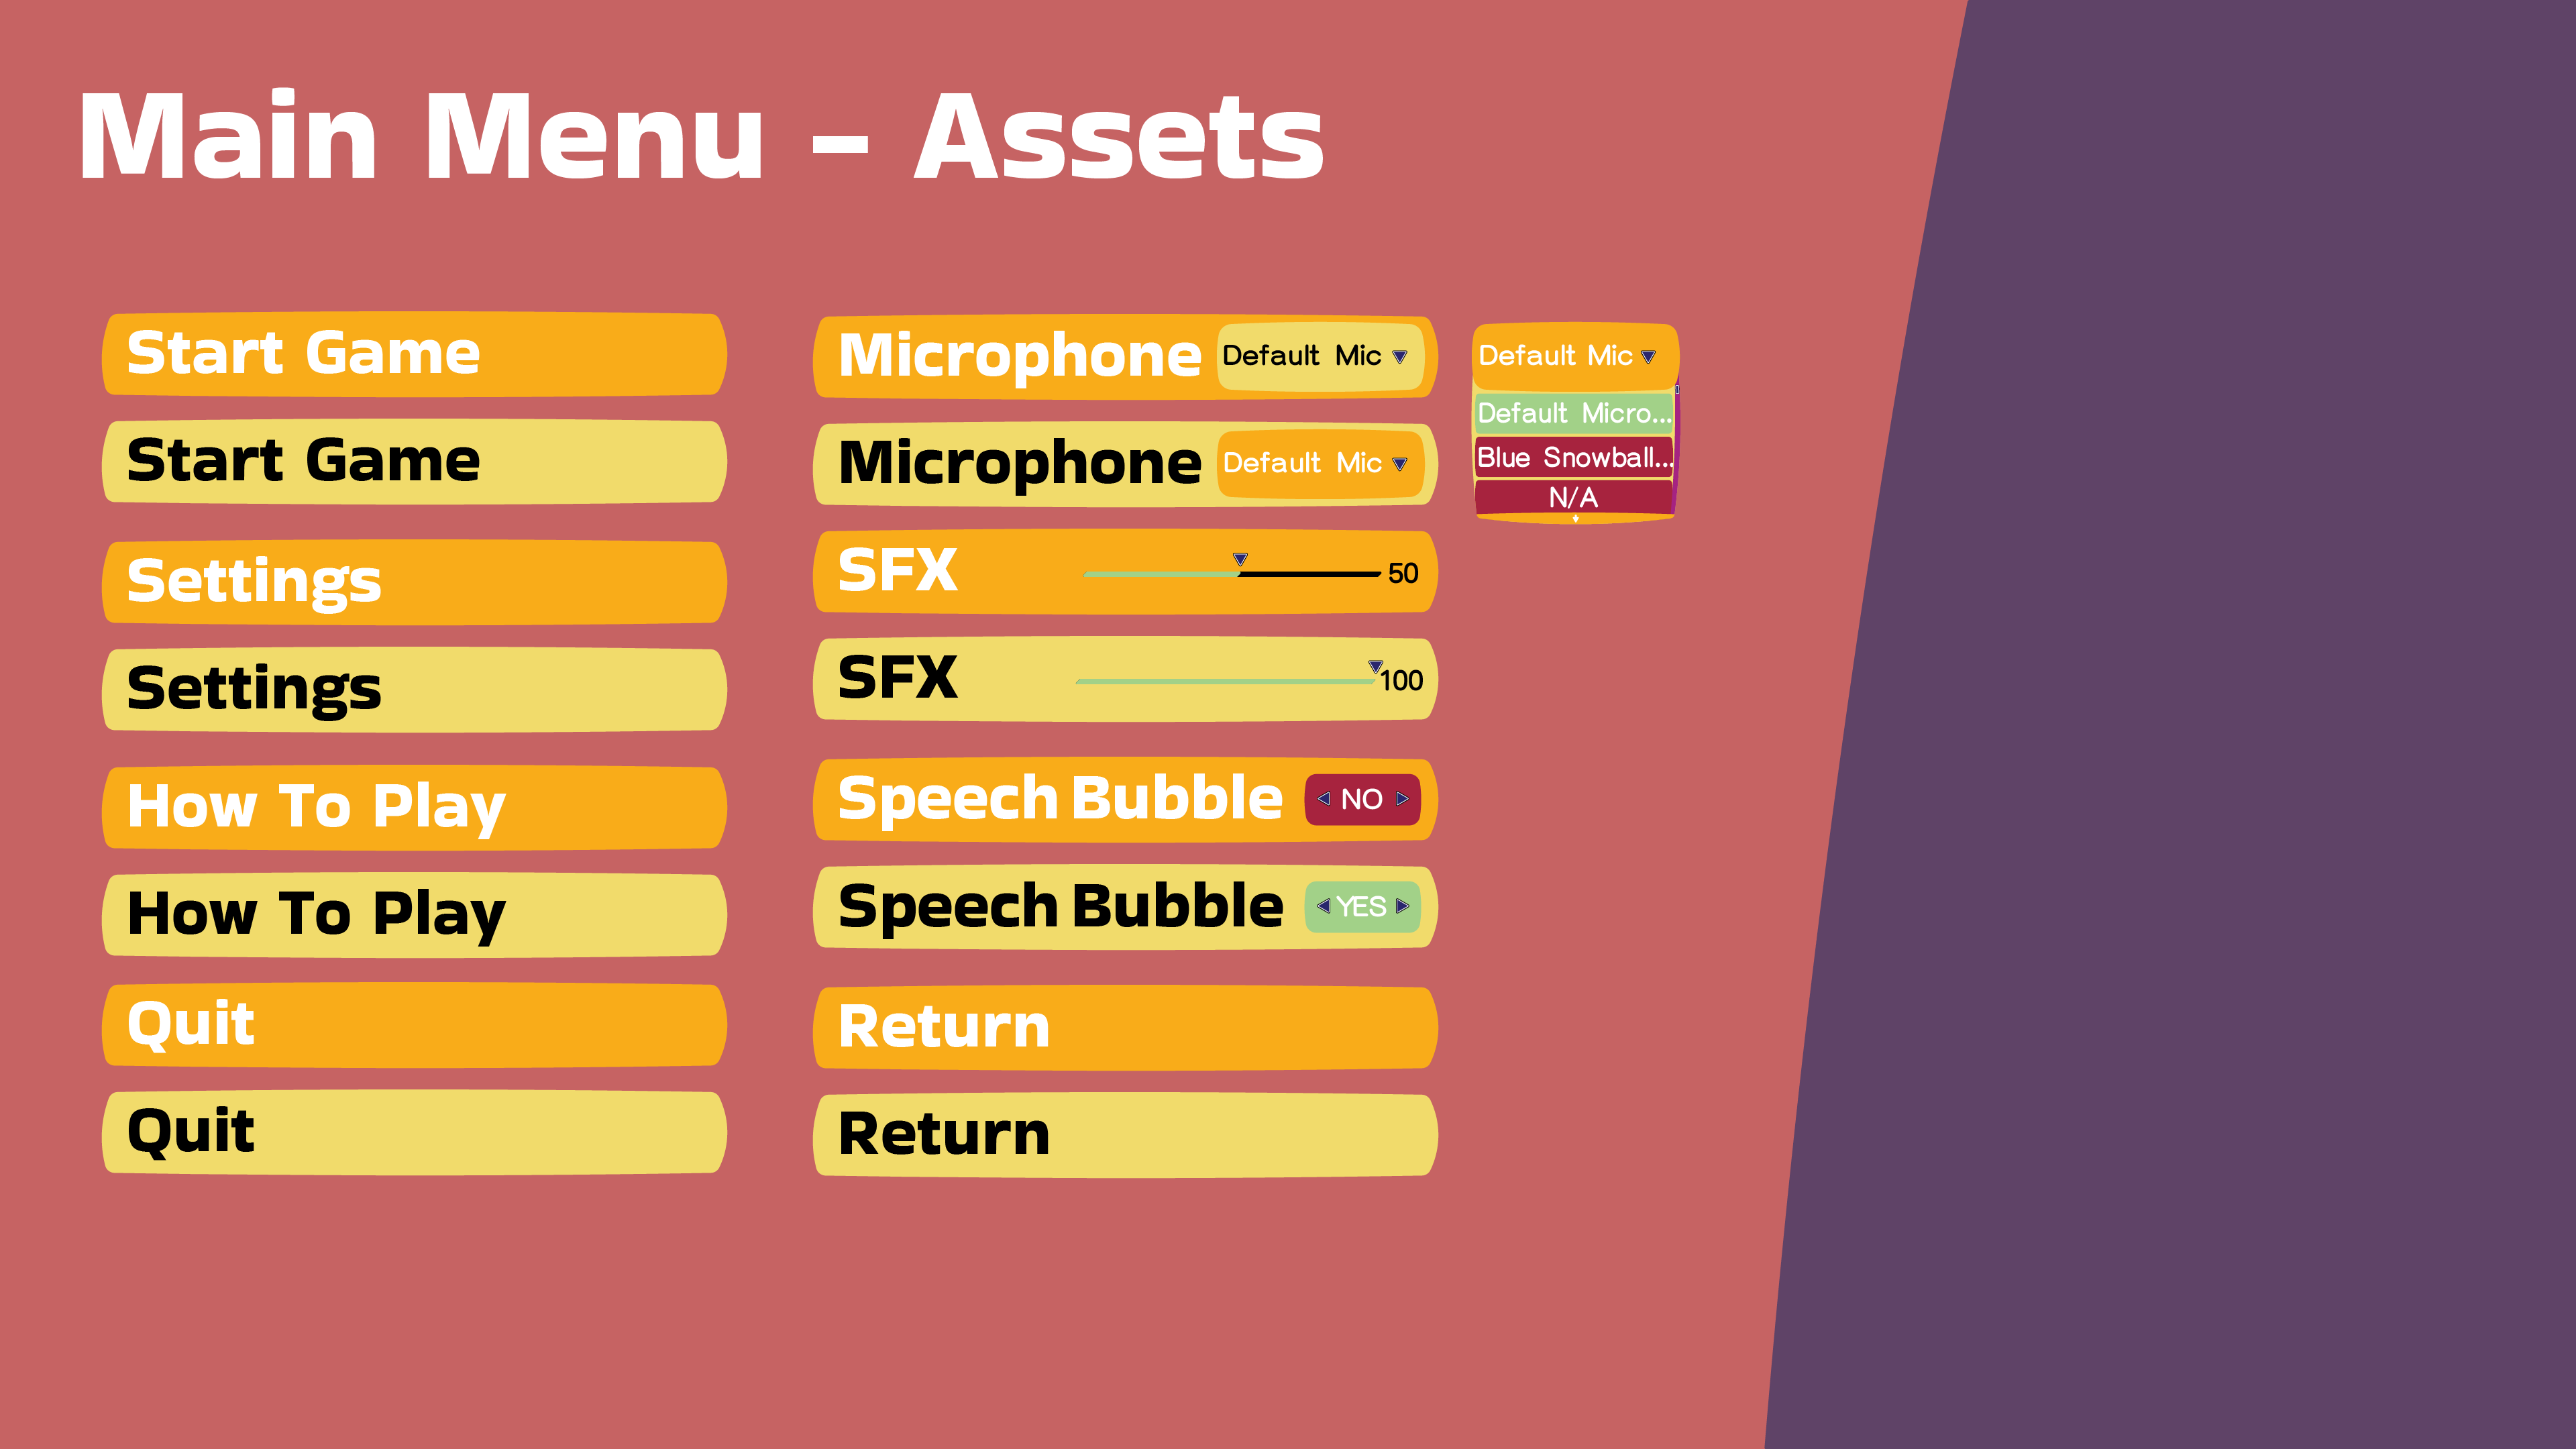 Main Menu – Assets
Start Game
Start Game
Settings
Settings
How To Play
How To Play
Quit
Quit
Microphone Default Mic
Microphone Default Mic
SFX 50
SFX 100
Speech Bubble NO
Speech Bubble YES
Return
Return
Default Mic
Default Micro...
Blue Snowball...
N/A